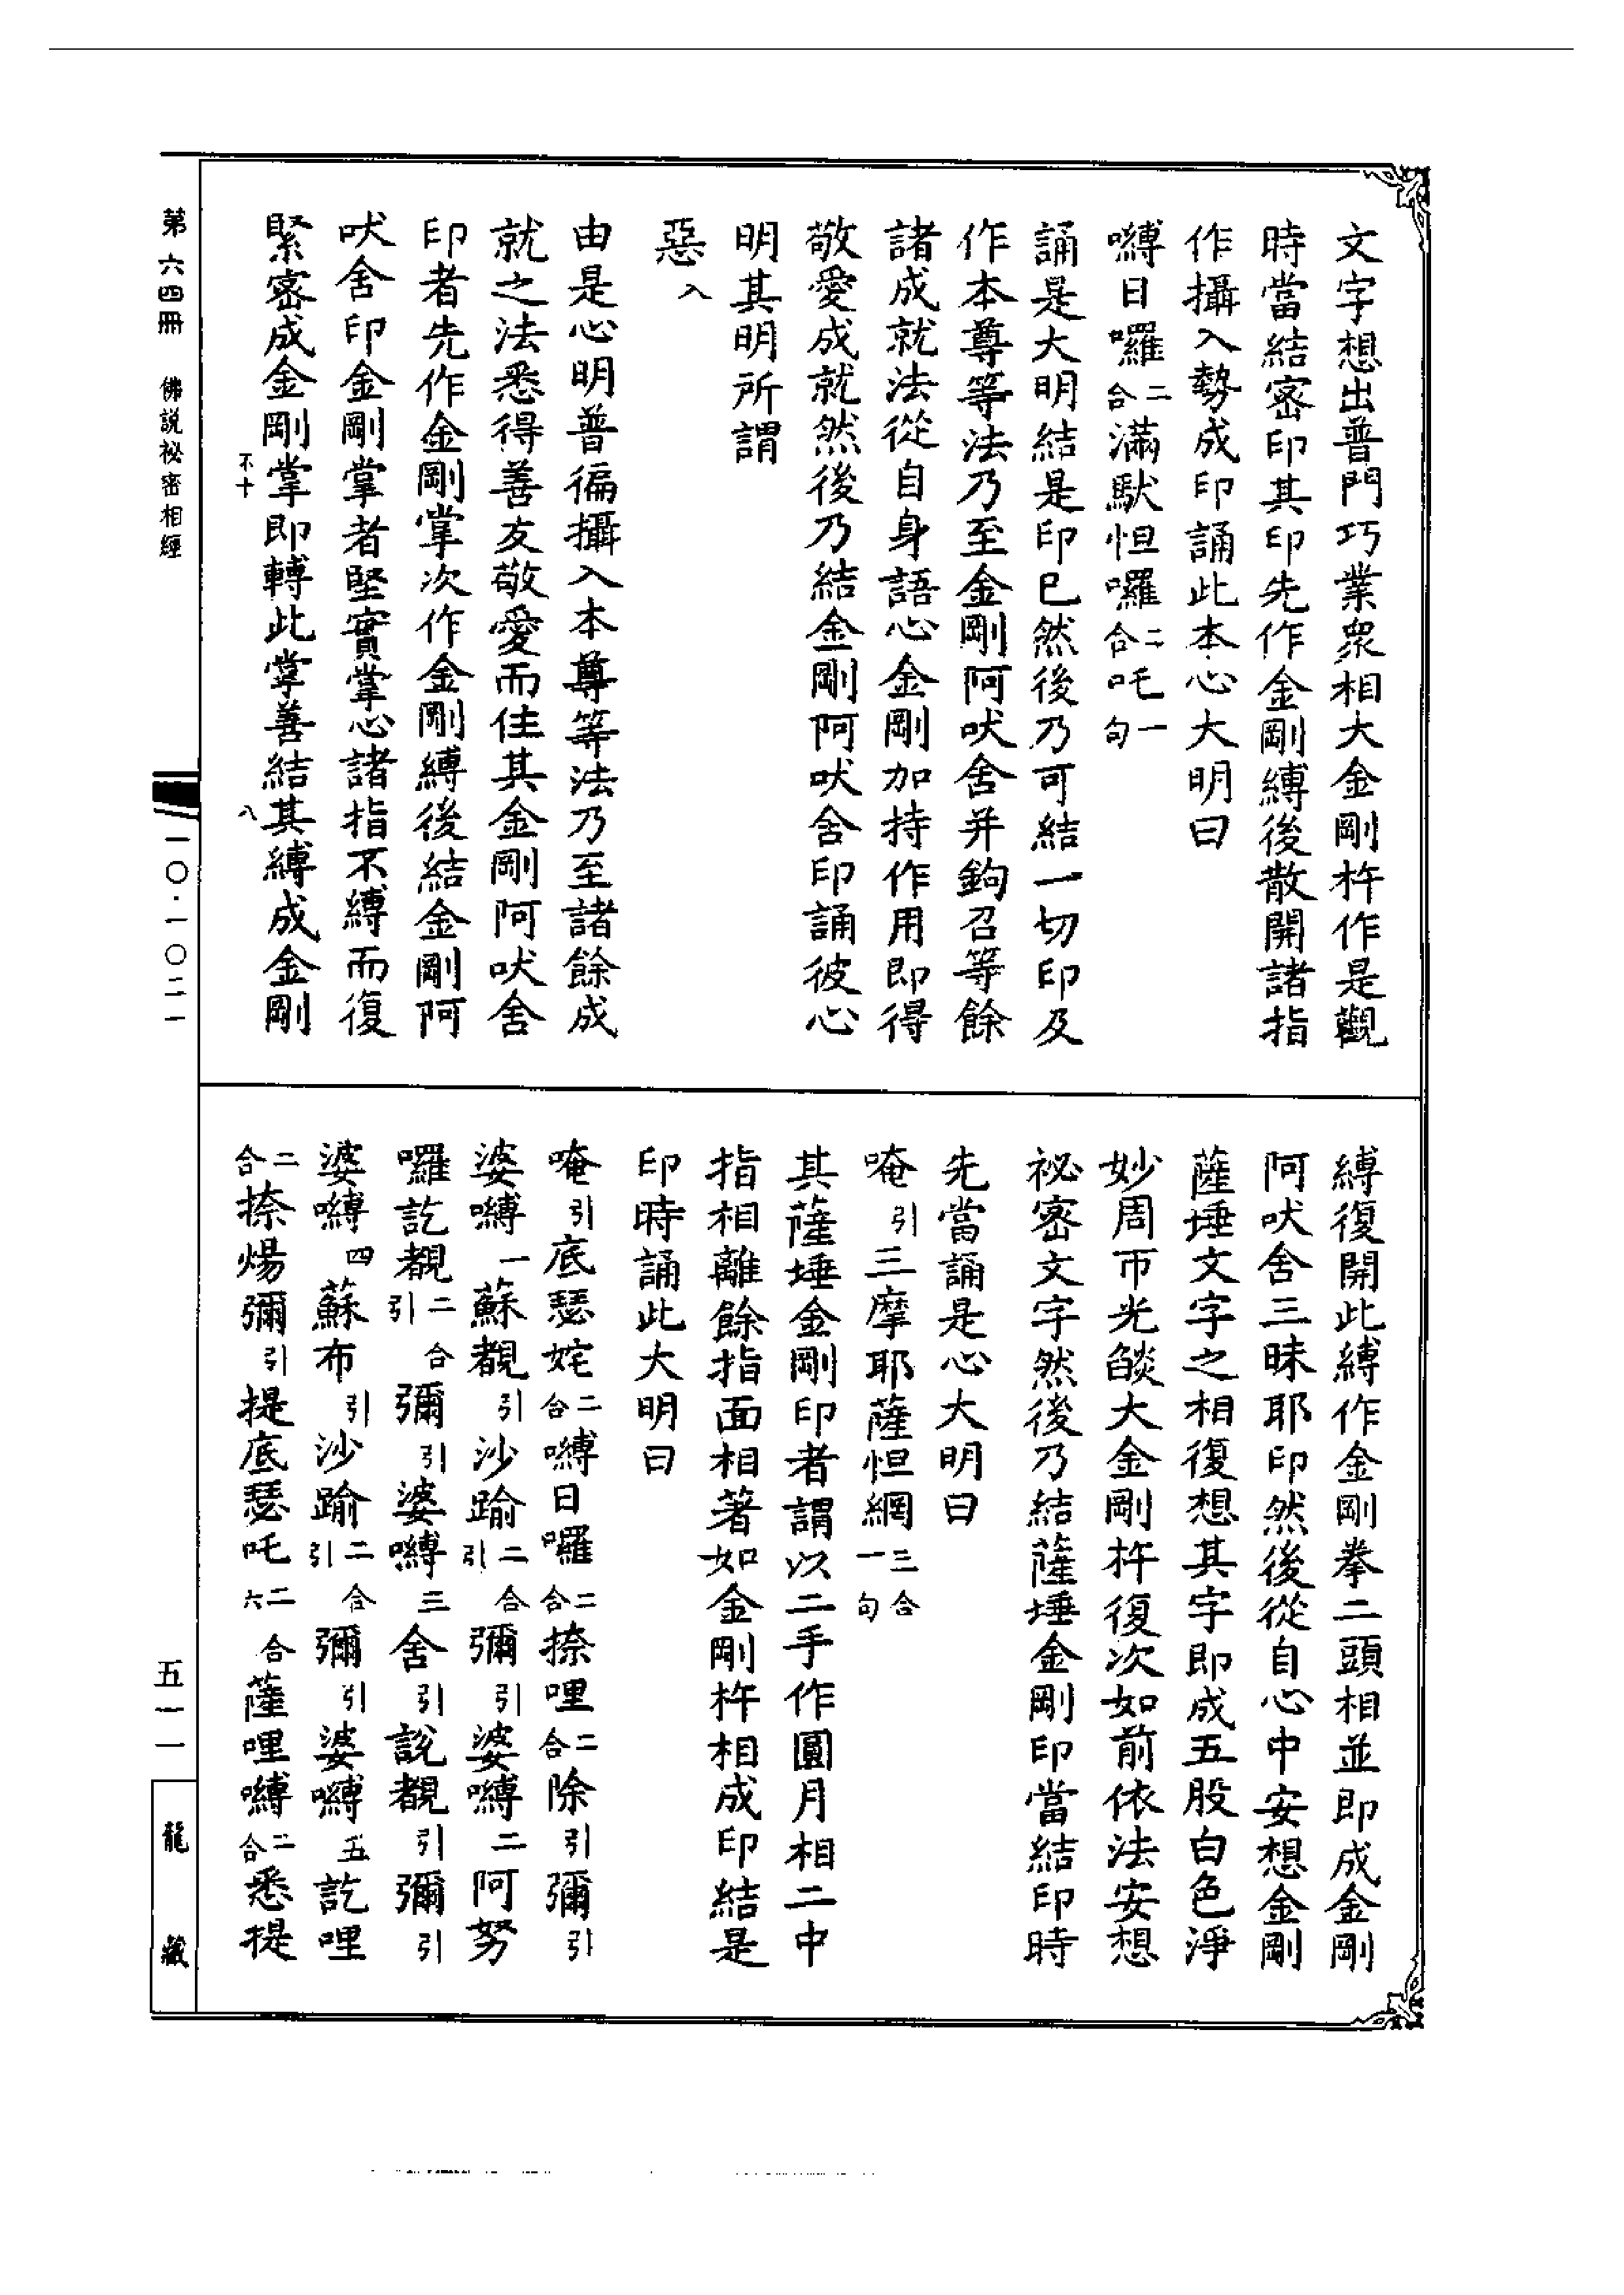 文字想出普門巧業眾相大金剛杵作是觀
時當結密印其印先作金剛縛後散開諸指
作攝入勢成印誦此本心大明曰
嚩日囉二合滿馱怛囉二合吒一句
誦是大明結是印已然後乃可結一切印及
作本尊等法乃至金剛阿吠舍并鉤召等餘
諸成就法從自身語心金剛加持作用即得
敬愛成就然後乃結金剛阿吠舍印誦彼心
明其明所謂
惡入
由是心明普徧攝入本尊等法乃至諸餘成
就之法悉得善友敬愛而住其金剛阿吠舍
印者先作金剛掌次作金剛縛後結金剛阿
吠舍印金剛掌者堅實掌心諸指不縛而復
緊密成金剛掌即轉此掌善結其縛成金剛
不十 八
縛復開此縛作金剛拳二頭相並即成金剛
阿吠舍三昧耶印然後從自心中安想金剛
薩埵文字之相復想其字即成五股白色淨
妙周帀光燄大金剛杵復次如前依法安想
祕密文字然後乃結薩埵金剛印當結印時
先當誦是心大明曰
唵引三摩耶薩怛網三合一句
其薩埵金剛印者謂以二手作圓月相二中
指相離餘指面相著如金剛杵相成印結是
印時誦此大明曰
唵引底瑟姹二合嚩日囉二合捺哩二合除引彌引
婆嚩一蘇覩引沙踰二合引彌引婆嚩二阿努
囉訖覩二合引彌引婆嚩三舍引說覩引彌引
婆嚩四蘇布引沙踰二合引彌引婆嚩五訖哩
二合捺煬彌引提底瑟吒二合六薩哩嚩二合悉提
第六四冊 佛說祕密相經
一〇·一〇二一
五一一
龍藏